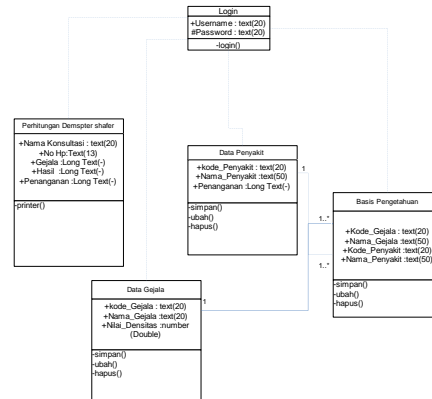 Login
+Username : text(20)
#Password : text(20)
-login()
Perhitungan Demspter shafer
+Nama Konsultasi : text(20)
+No Hp:Text(13)
+Gejala :Long Text(-)
+Hasil :Long Text(-)
+Penanganan :Long Text(-)
-printer()
Data Penyakit
+kode_Penyakit : text(20)
+Nama_Penyakit :text(50)
+Penanganan :Long Text(-)
-simpan()
-ubah()
-hapus()
1
Basis Pengetahuan
+Kode_Gejala : text(20)
+Nama_Gejala :text(50)
+Kode_Penyakit : text(20)
+Nama_Penyakit :text(50)
-simpan()
-ubah()
-hapus()
1..*
1..*
Data Gejala
+kode_Gejala : text(20)
+Nama_Gejala :text(20)
+Nilai_Densitas :number
(Double)
-simpan()
-ubah()
-hapus()
1